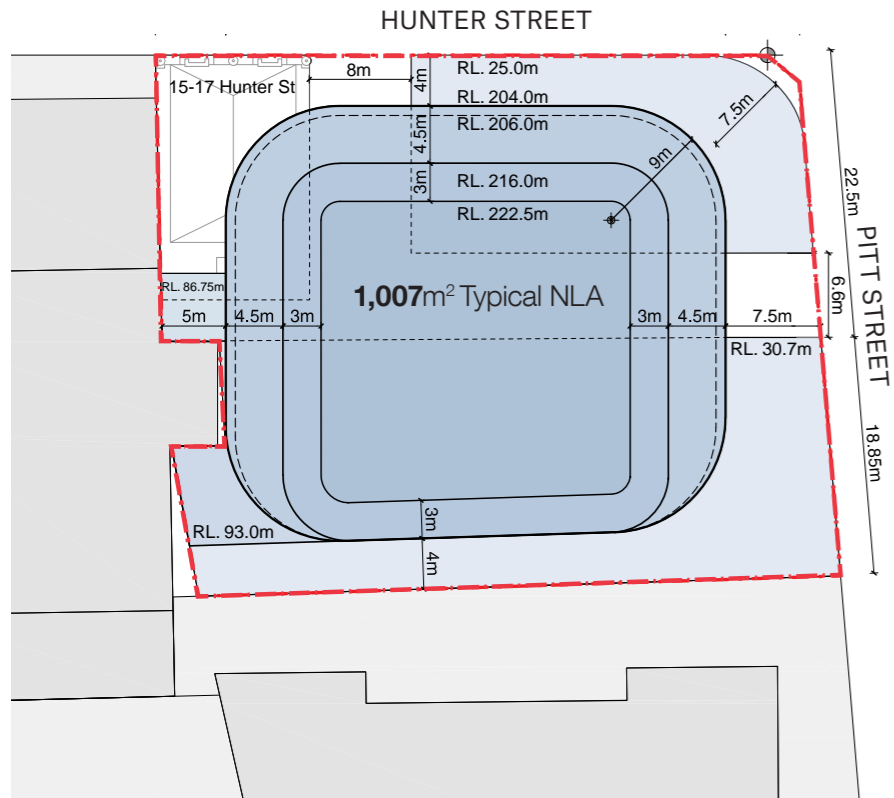 HUNTER STREET
8m
4m
RL. 25.0m
15-17 Hunter St
RL. 204.0m
7.5m
4.5m
RL. 206.0m
9m
3m
RL. 216.0m
22.5m
RL. 222.5m
PITT STREET
RL. 86.75m
1,007m² Typical NLA
6.6m
5m
4.5m
3m
3m
4.5m
7.5m
RL. 30.7m
18.85m
3m
RL. 93.0m
4m